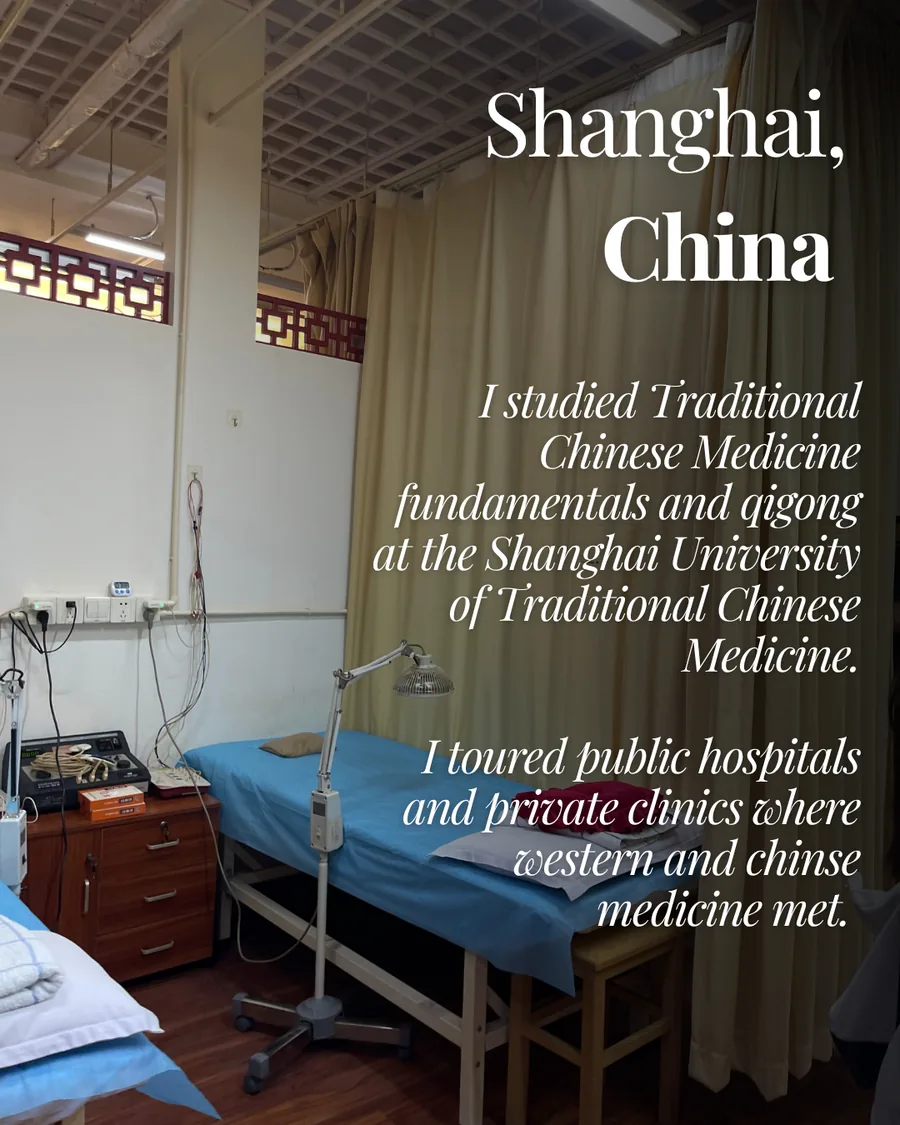 Shanghai,
China
I studied Traditional
Chinese Medicine
fundamentals and qigong
at the Shanghai University
of Traditional Chinese
Medicine.
I toured public hospitals
and private clinics where
western and chinse
medicine met.